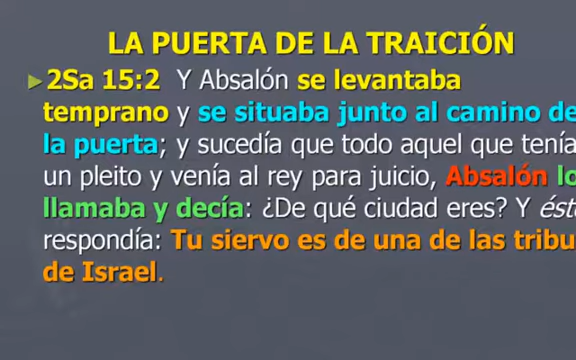 LA PUERTA DE LA TRAICIÓN
2Sa 15:2 Y Absalón se levantaba
temprano y se situaba junto al camino de
la puerta; y sucedía que todo aquel que tenía
un pleito y venía al rey para juicio, Absalón lo
llamaba y decía: ¿De qué ciudad eres? Y ést
respondía: Tu siervo es de una de las tribu
de Israel.